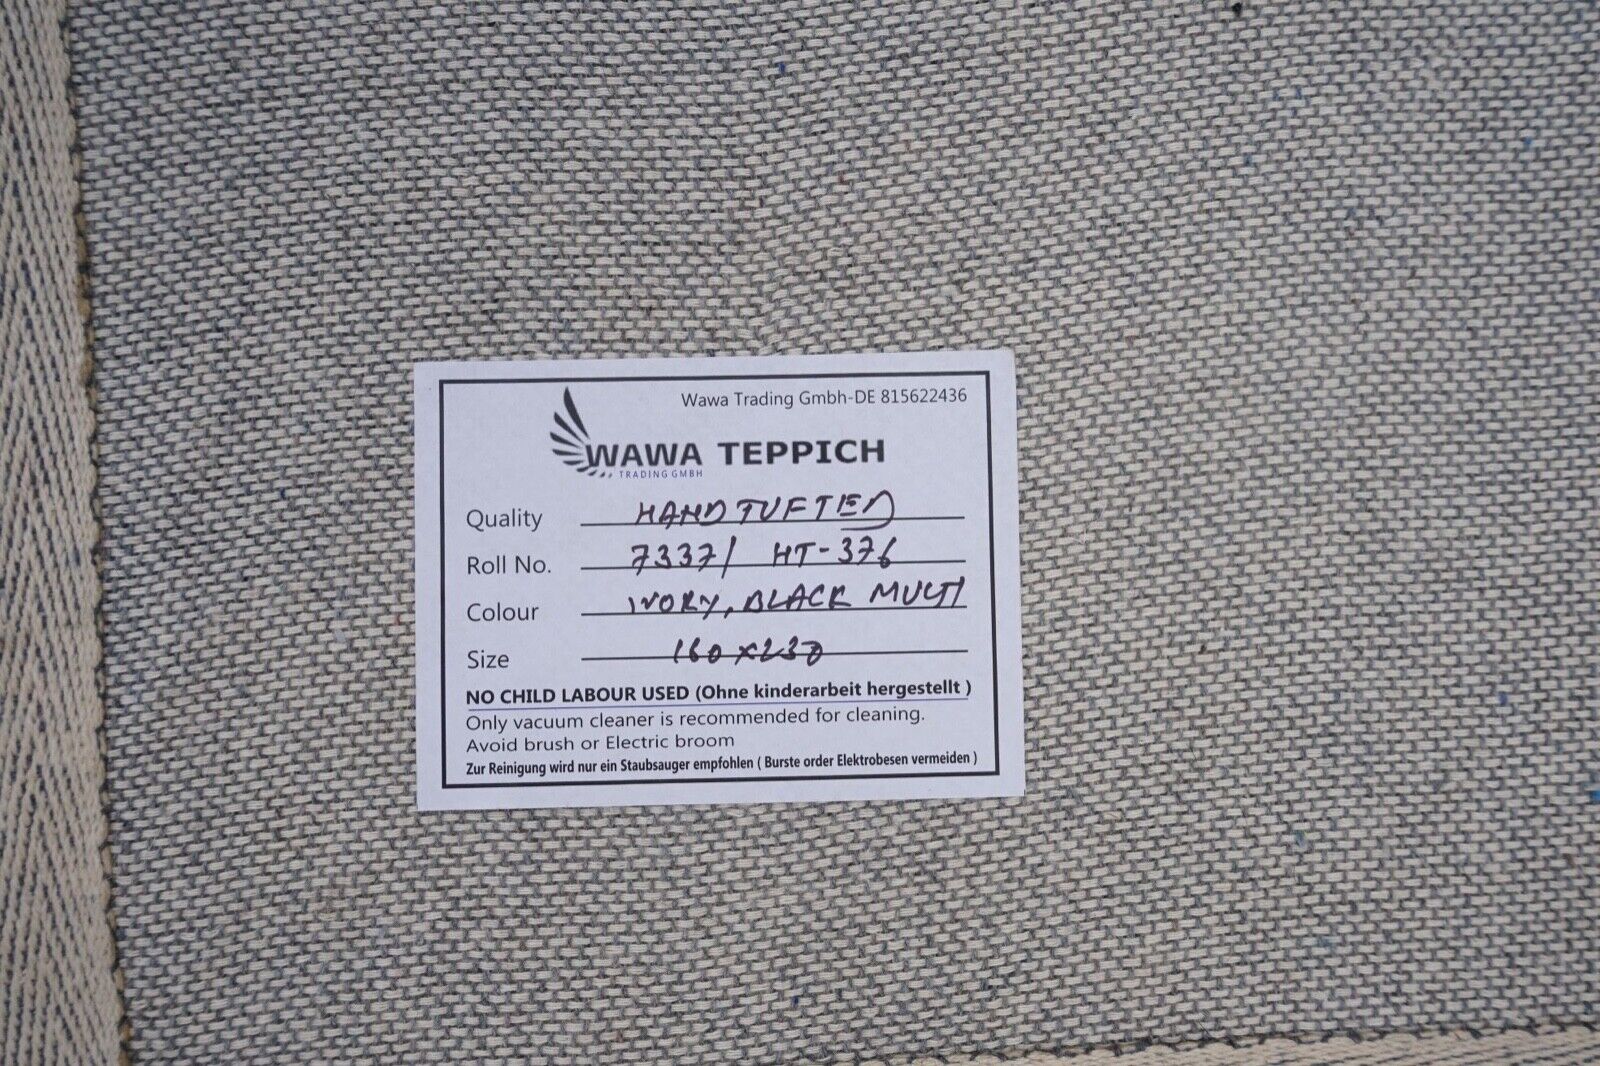 Wawa Trading Gmbh-DE 815622436
WAWA TEPPICH
TRADING GMBH
Quality HAND TUFTED
Roll No. 7337/ HT-376
Colour IVORY, BLACK MULTI
Size 160x230
NO CHILD LABOUR USED (Ohne kinderarbeit hergestellt )
Only vacuum cleaner is recommended for cleaning.
Avoid brush or Electric broom
Zur Reinigung wird nur ein Staubsauger empfohlen ( Burste order Elektrobesen vermeiden )